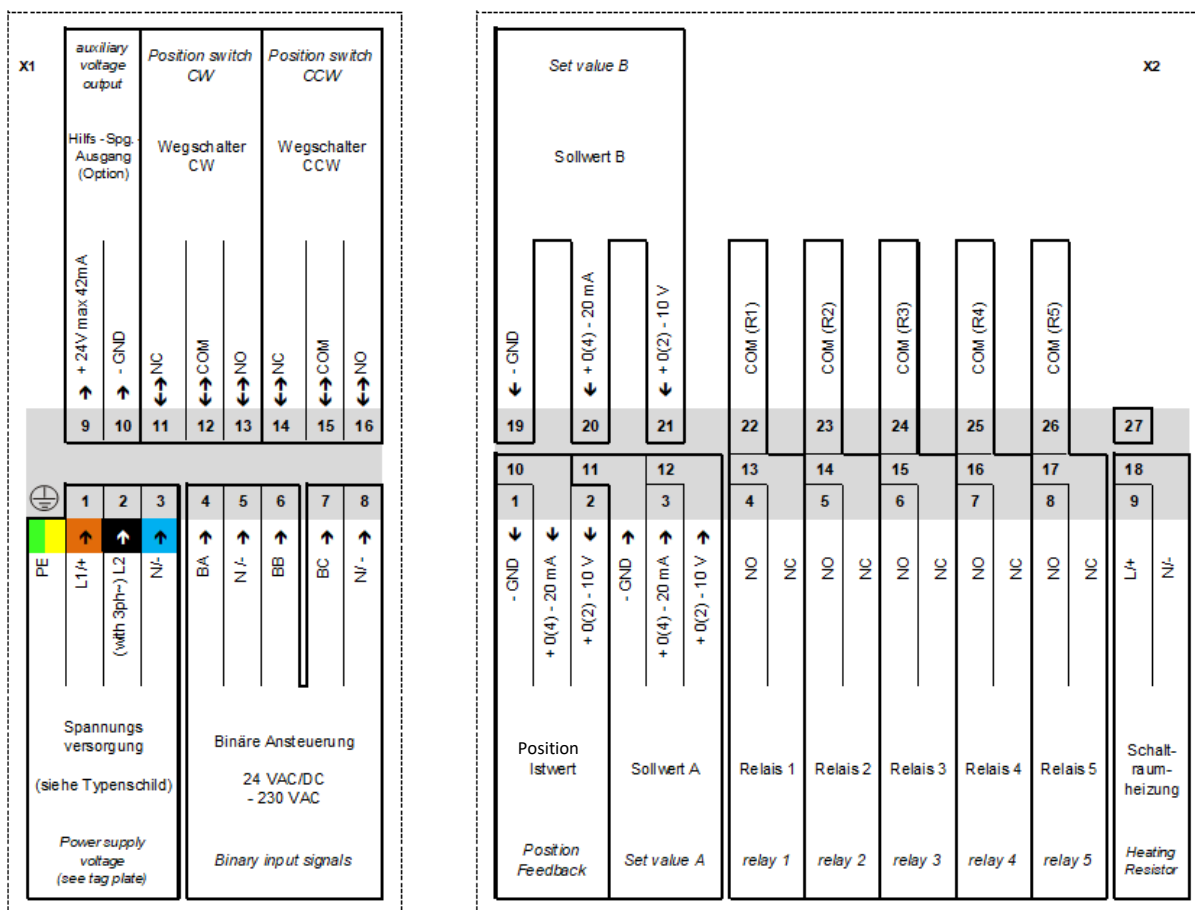 X1
auxiliary
voltage
output
Position switch
CW
Position switch
CCW
Hilfs -Spg. -
Ausgang
(Option)
Wegschalter
CW
Wegschalter
CCW
+ 24V max 42mA
- GND
NC
COM
NO
NC
COM
NO
9 10 11 12 13 14 15 16
1 2 3 4 5 6 7 8
PE
L1/+
(with 3ph~) L2
N/-
BA
N /-
BB
BC
N/-
Spannungs
versorgung
(siehe Typenschild)
Binäre Ansteuerung
24 VAC/DC
- 230 VAC
Power supply
voltage
(see tag plate)
Binary input signals
X2
Set value B
Sollwert B
- GND
+ 0(4) - 20 mA
+ 0(2) - 10 V
COM (R1)
COM (R2)
COM (R3)
COM (R4)
COM (R5)
19 20 21 22 23 24 25 26 27
10 11 12 13 14 15 16 17 18
1 2 3 4 5 6 7 8 9
- GND
+ 0(4) - 20 mA
+ 0(2) - 10 V
- GND
+ 0(4) - 20 mA
+ 0(2) - 10 V
NO
NC
NO
NC
NO
NC
NO
NC
NO
NC
L/+
N/-
Position
Istwert
Sollwert A
Relais 1
Relais 2
Relais 3
Relais 4
Relais 5
Schalt-
raum-
heizung
Position
Feedback
Set value A
relay 1
relay 2
relay 3
relay 4
relay 5
Heating
Resistor